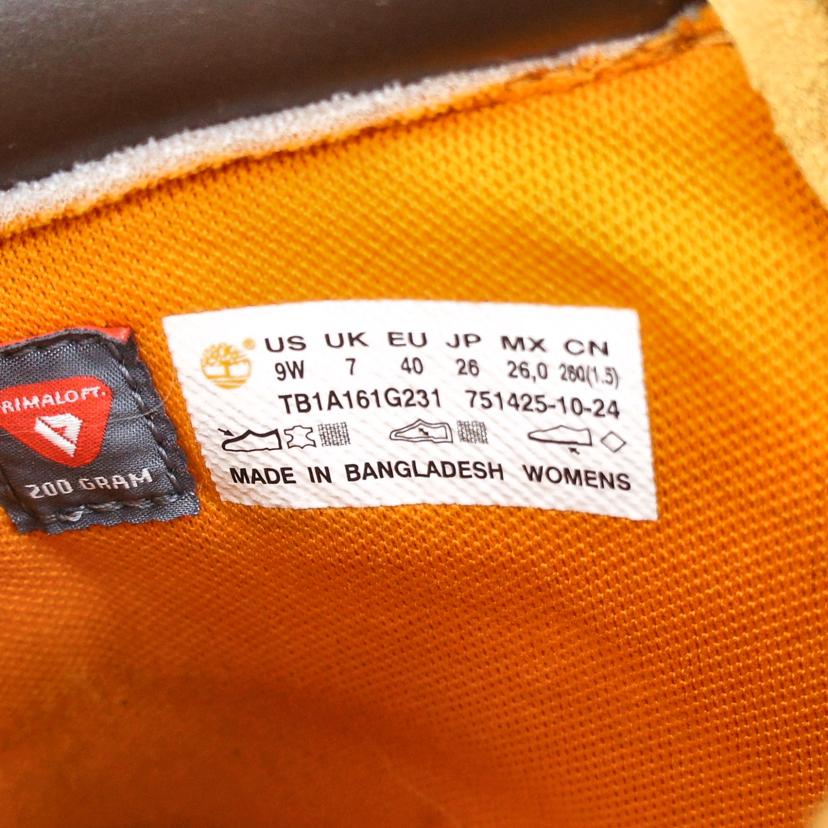 US UK EU JP MX CN
9W 7 40 26 26,0 260(1.5)
TB1A161G231 751425-10-24
MADE IN BANGLADESH WOMENS
RIMALOFT.
200 GRAM